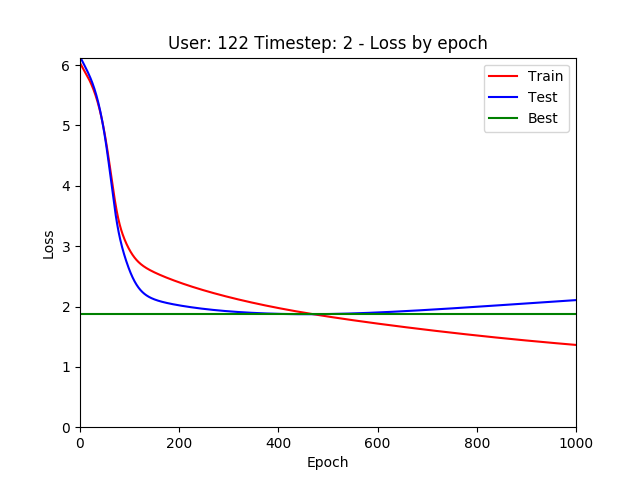 User: 122 Timestep: 2 - Loss by epoch
Train
Test
Best
6
5
4
3
2
1
0
Loss
0 200 400 600 800 1000
Epoch